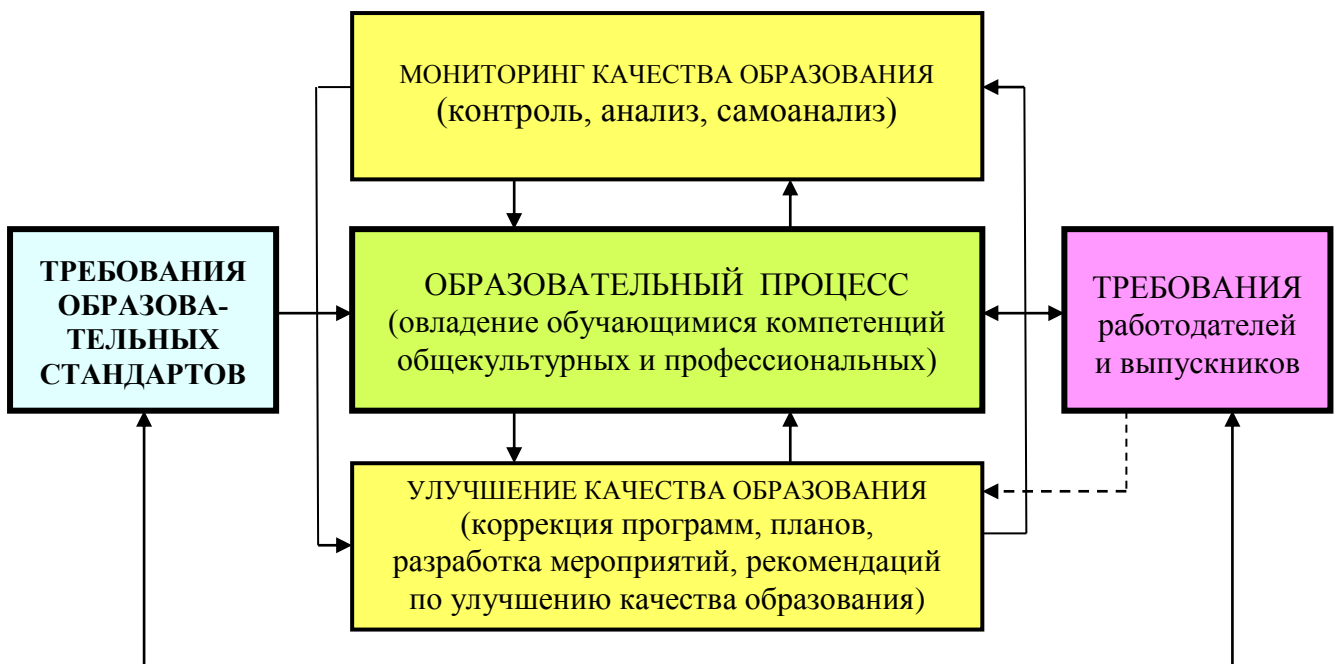 МОНИТОРИНГ КАЧЕСТВА ОБРАЗОВАНИЯ
(контроль, анализ, самоанализ)
ТРЕБОВАНИЯ
ОБРАЗОВА-
ТЕЛЬНЫХ
СТАНДАРТОВ
ОБРАЗОВАТЕЛЬНЫЙ ПРОЦЕСС
(овладение обучающимися компетенций
общекультурных и профессиональных)
ТРЕБОВАНИЯ
работодателей
и выпускников
УЛУЧШЕНИЕ КАЧЕСТВА ОБРАЗОВАНИЯ
(коррекция программ, планов,
разработка мероприятий, рекомендаций
по улучшению качества образования)